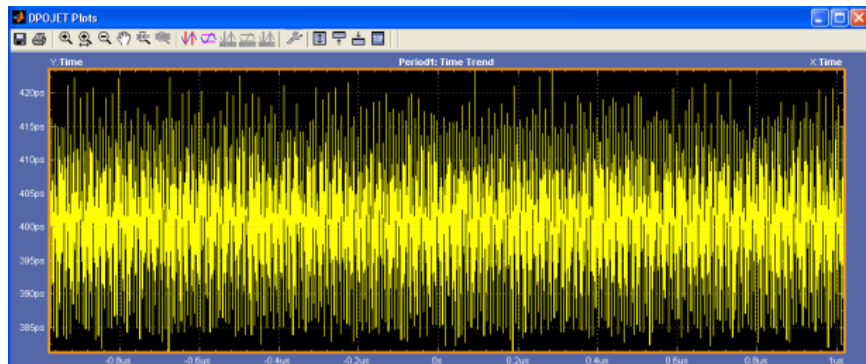 DPOJET Plots
Y:Time Period1: Time Trend X:Time
420ps
415ps
410ps
405ps
400ps
395ps
390ps
385ps
-0.8us -0.6us -0.4us -0.2us 0s 0.2us 0.4us 0.6us 0.8us 1us